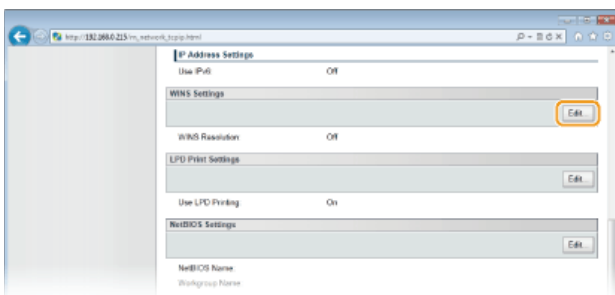 http://192.168.0.215/m_network_tcpip.html
IP Address Settings
Use IPv6: Off
WINS Settings
Edit...
WINS Resolution: Off
LPD Print Settings
Edit...
Use LPD Printing: On
NetBIOS Settings
Edit...
NetBIOS Name:
Workgroup Name: